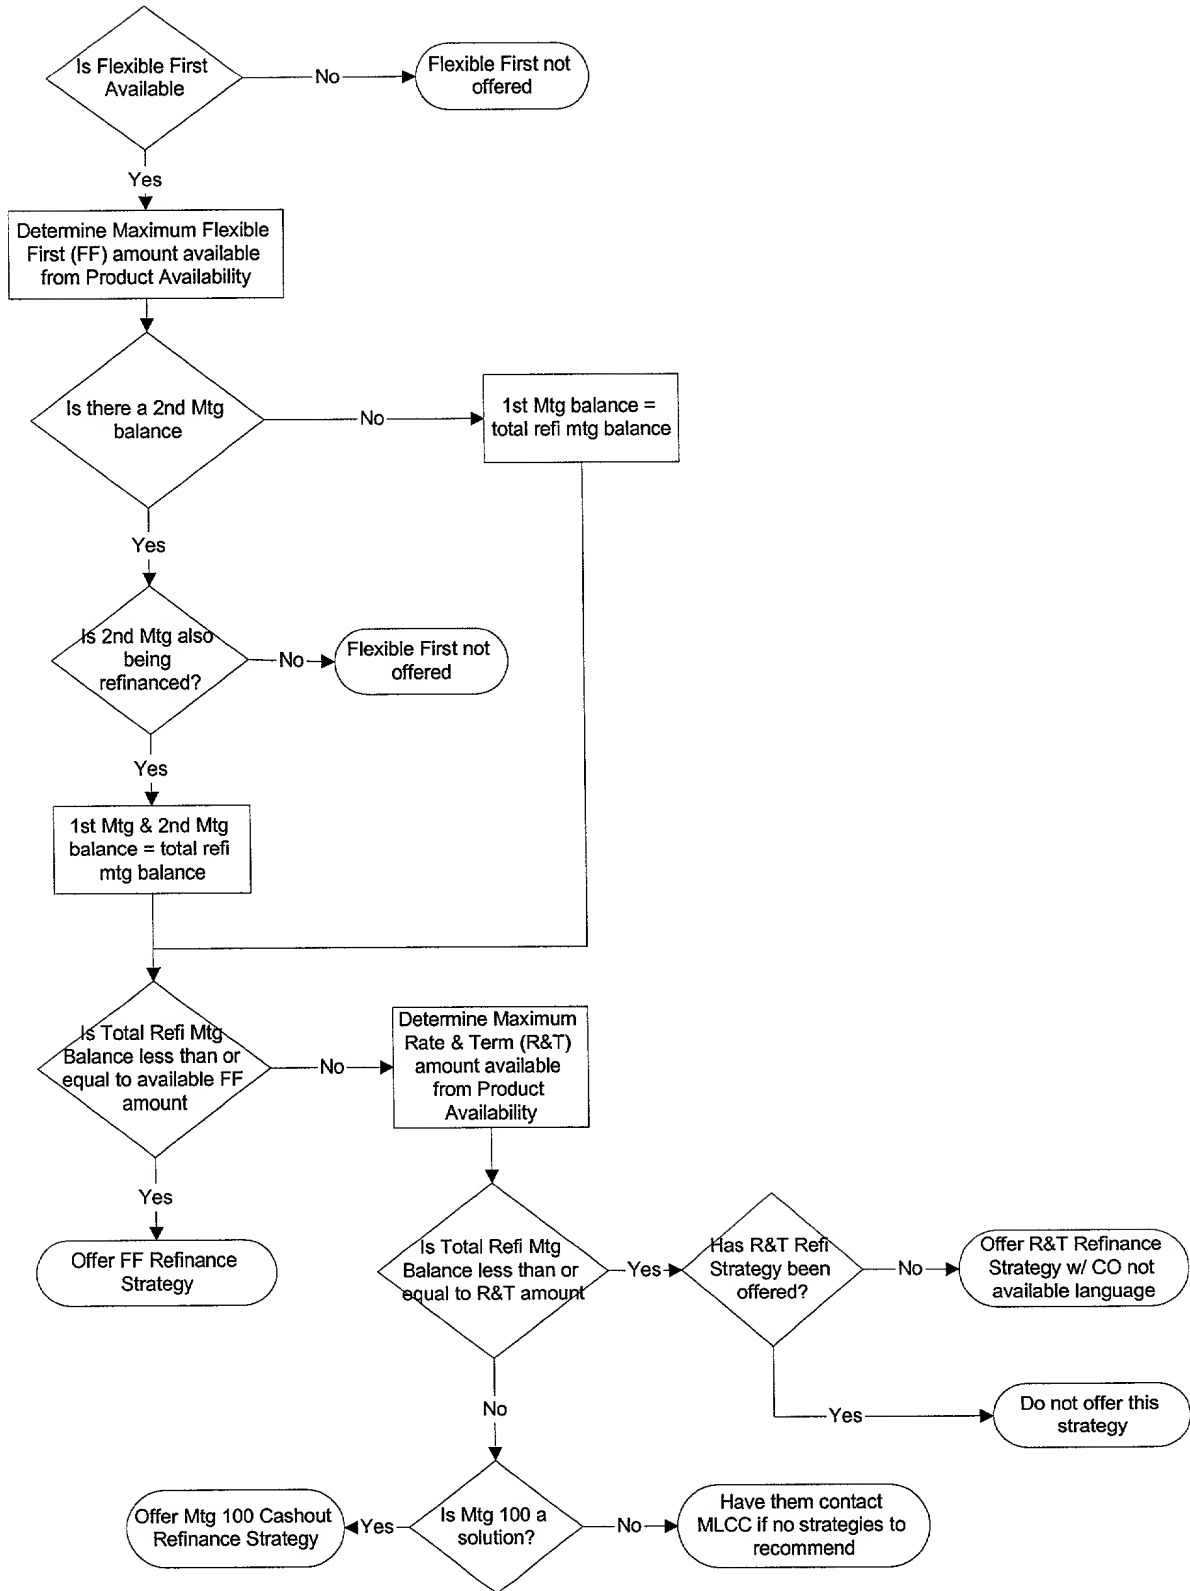 Is Flexible First
Available
No
Flexible First not
offered
Yes
Determine Maximum Flexible
First (FF) amount available
from Product Availability
Is there a 2nd Mtg
balance
No
1st Mtg balance =
total refi mtg balance
Yes
Is 2nd Mtg also
being
refinanced?
No
Flexible First not
offered
Yes
1st Mtg & 2nd Mtg
balance = total refi
mtg balance
Is Total Refi Mtg
Balance less than or
equal to available FF
amount
No
Determine Maximum
Rate & Term (R&T)
amount available
from Product
Availability
Yes
Offer FF Refinance
Strategy
Is Total Refi Mtg
Balance less than or
equal to R&T amount
Yes
Has R&T Refi
Strategy been
offered?
No
Offer R&T Refinance
Strategy w/ CO not
available language
Yes
Do not offer this
strategy
No
Is Mtg 100 a
solution?
Yes
Offer Mtg 100 Cashout
Refinance Strategy
No
Have them contact
MLCC if no strategies to
recommend